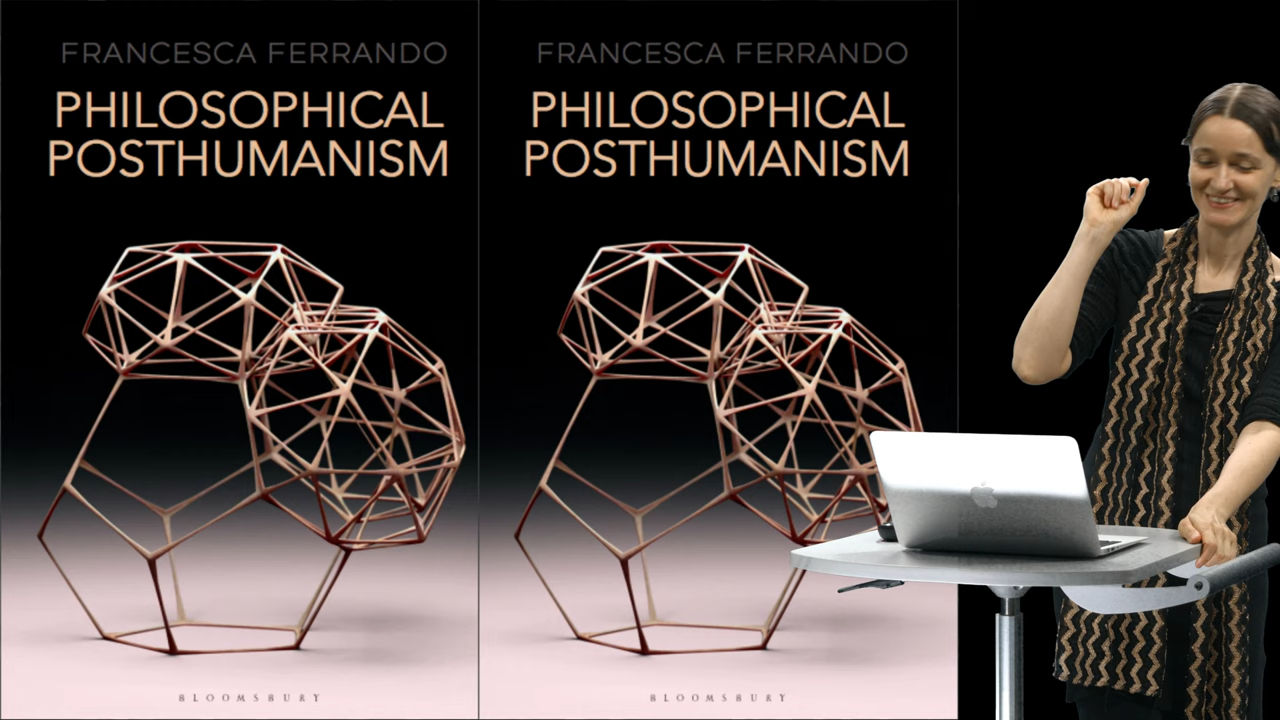 FRANCESCA FERRANDO
PHILOSOPHICAL
POSTHUMANISM
BLOOMSBURY
FRANCESCA FERRANDO
PHILOSOPHICAL
POSTHUMANISM
BLOOMSBURY